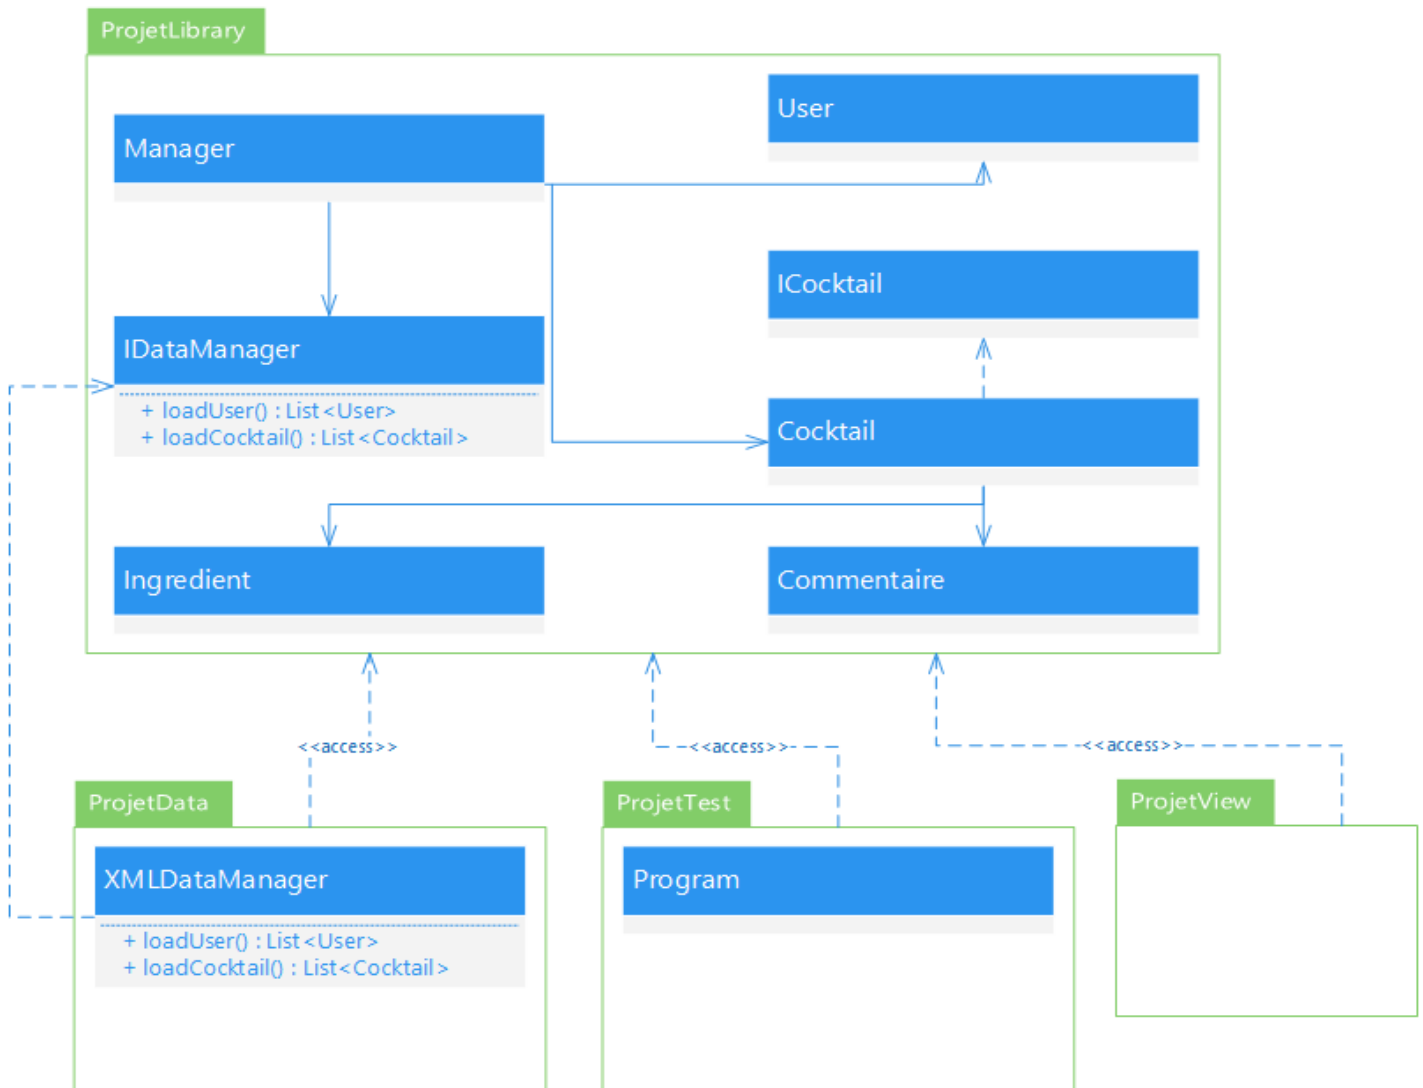 ProjetLibrary
User
Manager
ICocktail
IDataManager
+ loadUser() : List<User>
+ loadCocktail() : List<Cocktail>
Cocktail
Ingredient
Commentaire
<<access>>
<<access>>
<<access>>
ProjetData
ProjetTest
ProjetView
XMLDataManager
+ loadUser() : List<User>
+ loadCocktail() : List<Cocktail>
Program